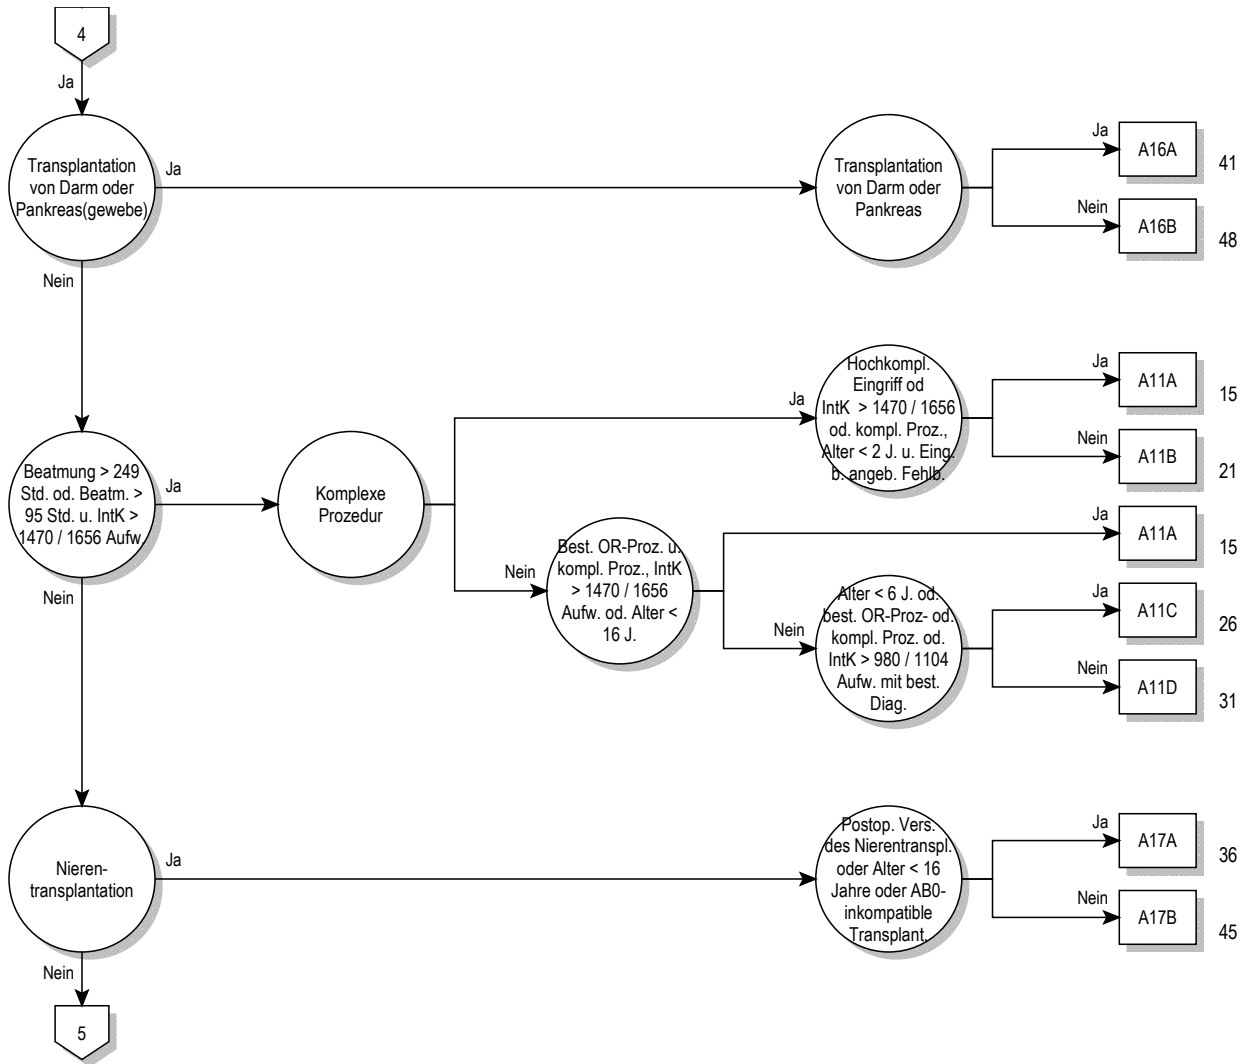 4
Ja
Transplantation
von Darm oder
Pankreas(gewebe)
Ja
Transplantation
von Darm oder
Pankreas
Ja
A16A
41
Nein
A16B
48
Nein
Beatmung > 249
Std. od. Beatm. >
95 Std. u. IntK >
1470 / 1656 Aufw.
Ja
Komplexe
Prozedur
Ja
Hochkompl.
Eingriff od
IntK > 1470 / 1656
od. kompl. Proz.,
Alter < 2 J. u. Eing.
b. angeb. Fehlb.
Ja
A11A
15
Nein
A11B
21
Nein
Best. OR-Proz. u.
kompl. Proz., IntK
> 1470 / 1656
Aufw. od. Alter <
16 J.
Ja
A11A
15
Nein
Alter < 6 J. od.
best. OR-Proz- od.
kompl. Proz. od.
IntK > 980 / 1104
Aufw. mit best.
Diag.
Ja
A11C
26
Nein
A11D
31
Nein
Nieren-
transplantation
Ja
Postop. Vers.
des Nierentranspl.
oder Alter < 16
Jahre oder AB0-
inkompatible
Transplant.
Ja
A17A
36
Nein
A17B
45
Nein
5